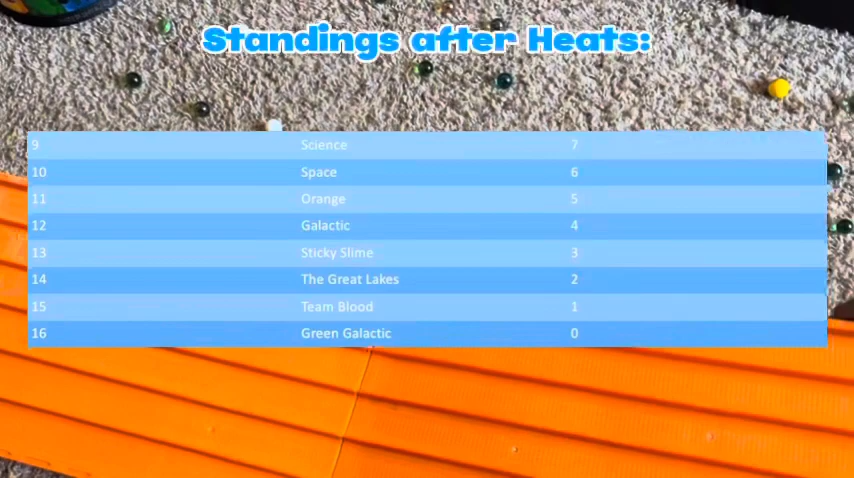 Standings after Heats:
9 Science 7
10 Space 6
11 Orange 5
12 Galactic 4
13 Sticky Slime 3
14 The Great Lakes 2
15 Team Blood 1
16 Green Galactic 0